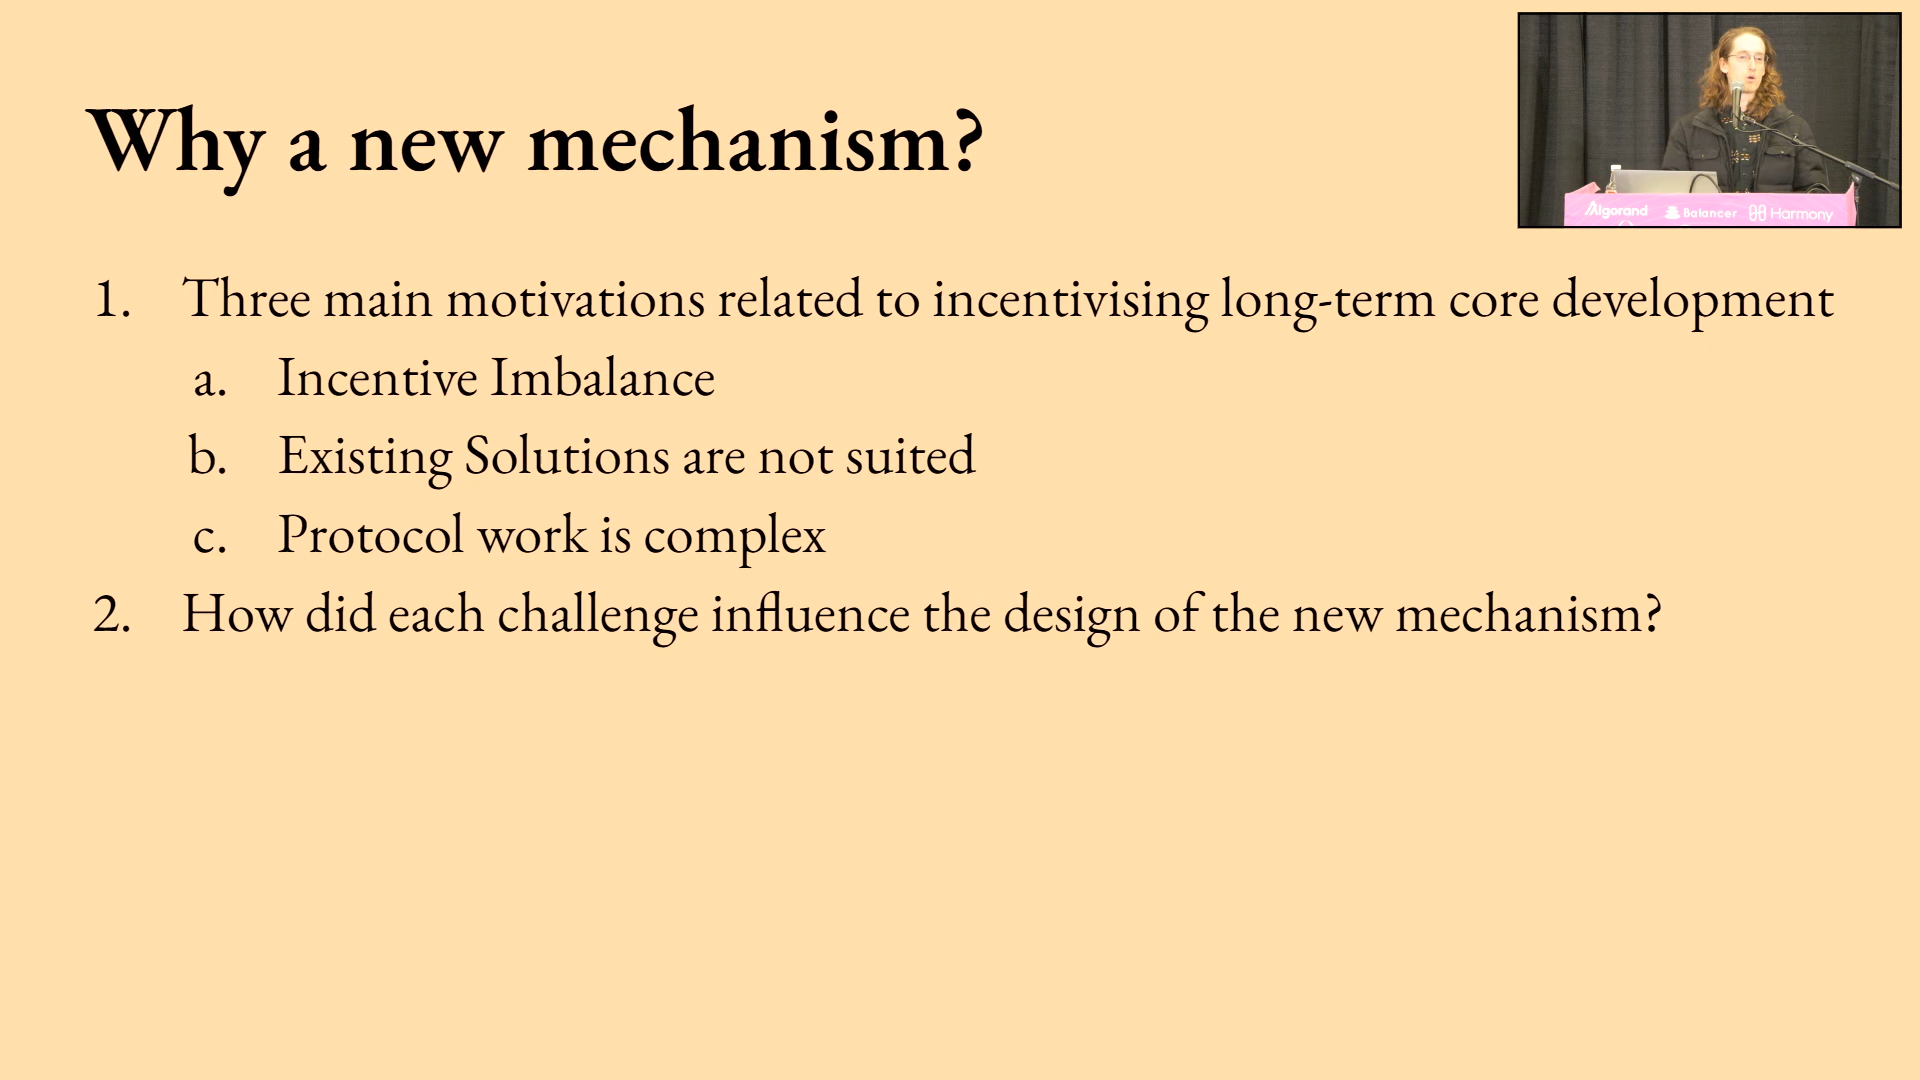 Why a new mechanism?
1. Three main motivations related to incentivising long-term core development
a. Incentive Imbalance
b. Existing Solutions are not suited
c. Protocol work is complex
2. How did each challenge influence the design of the new mechanism?
Algorand Balancer Harmony